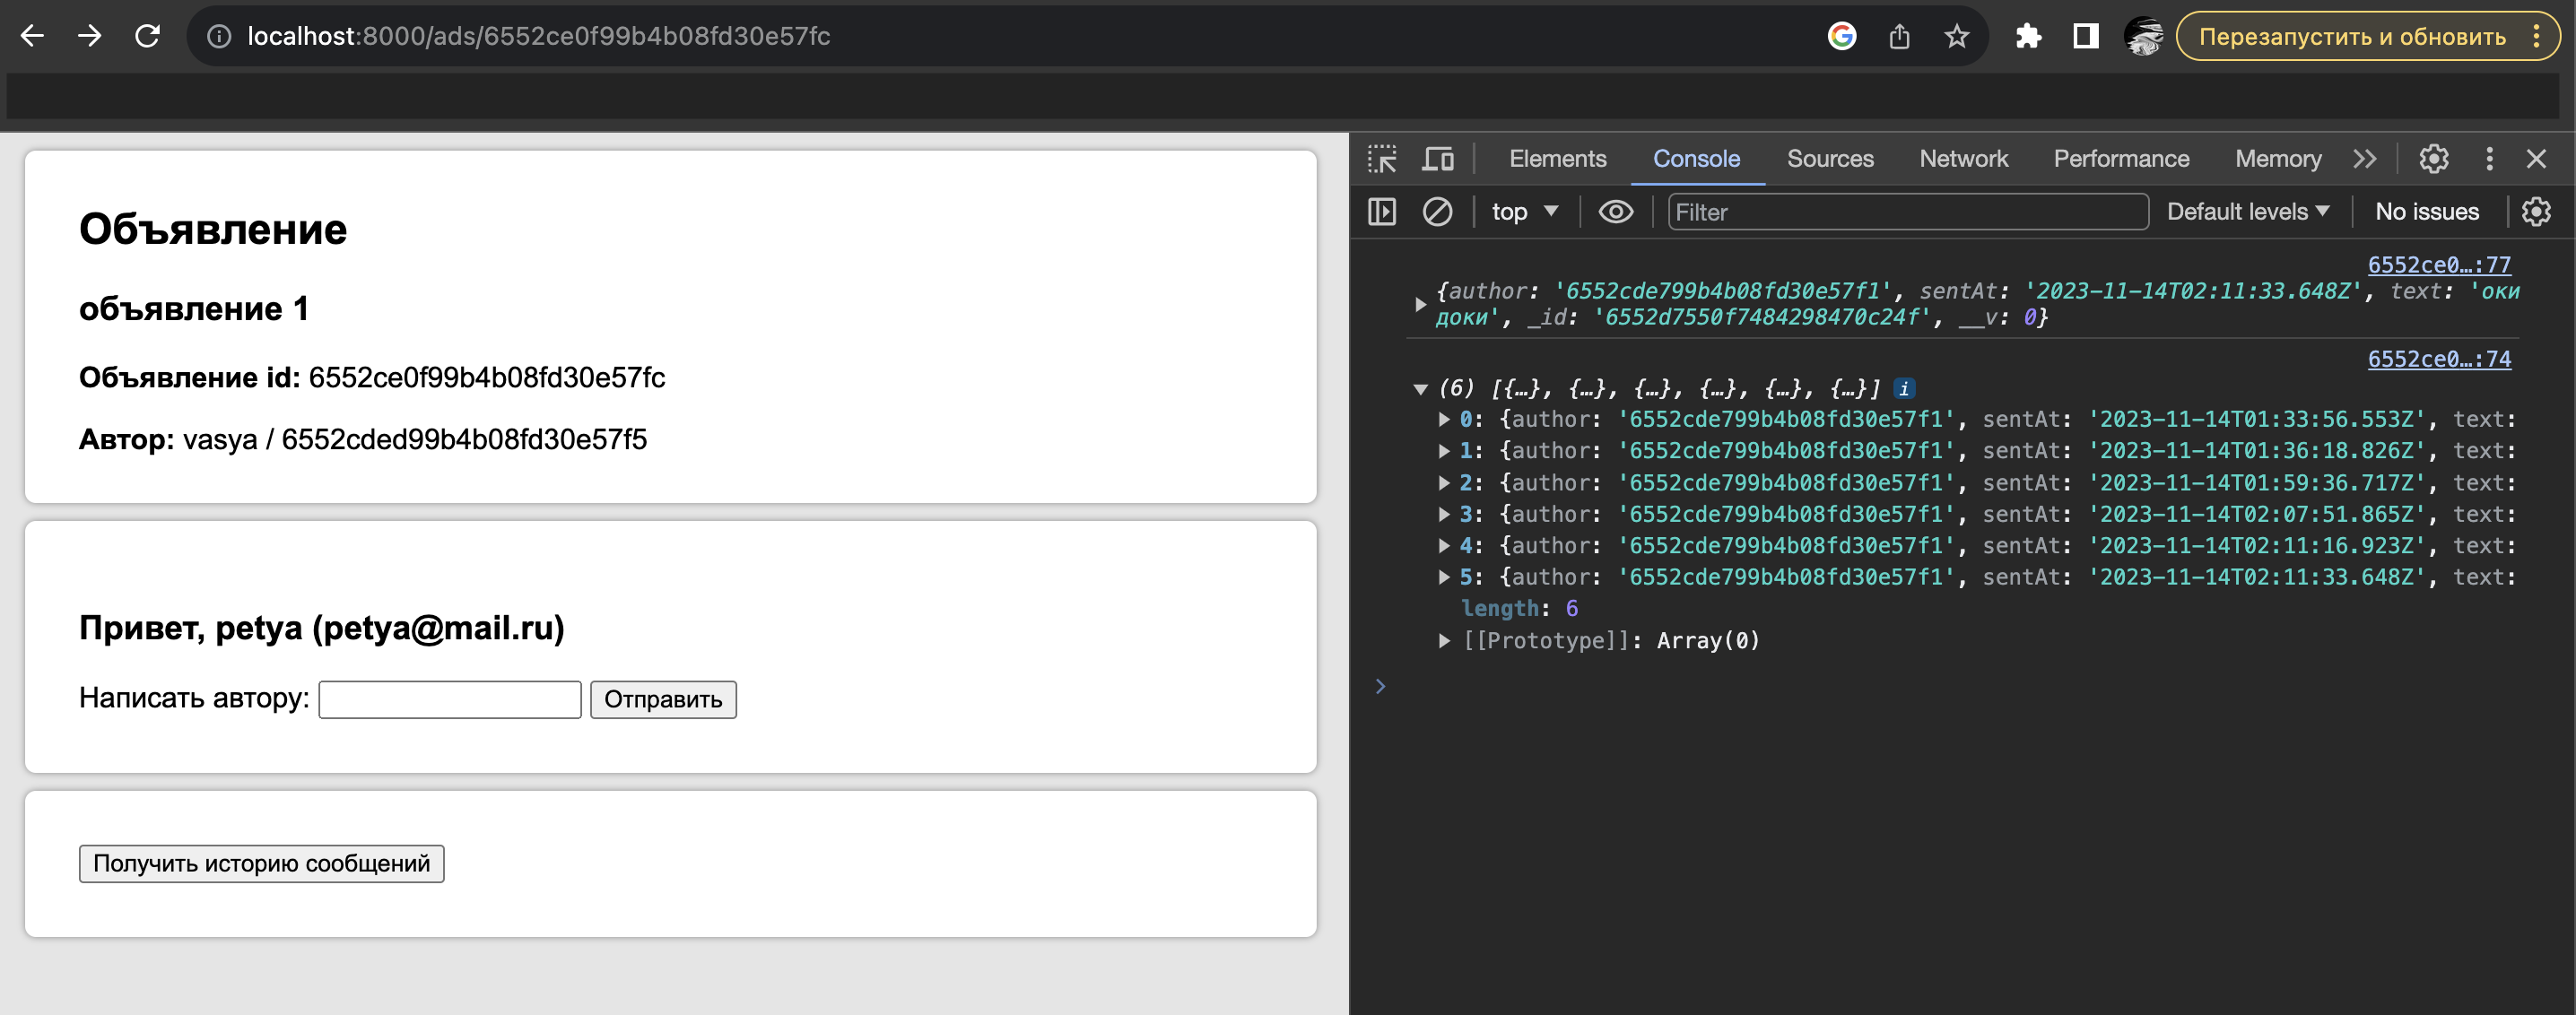 localhost:8000/ads/6552ce0f99b4b08fd30e57fc
Перезапустить и обновить
Объявление
объявление 1
Объявление id: 6552ce0f99b4b08fd30e57fc
Автор: vasya / 6552cded99b4b08fd30e57f5
Привет, petya (petya@mail.ru)
Написать автору: Отправить
Получить историю сообщений
Elements Console Sources Network Performance Memory
top Filter Default levels No issues
6552ce0…:77
{author: '6552cde799b4b08fd30e57f1', sentAt: '2023-11-14T02:11:33.648Z', text: 'оки
доки', _id: '6552d7550f7484298470c24f', __v: 0}
6552ce0…:74
(6) [{…}, {…}, {…}, {…}, {…}, {…}] i
0: {author: '6552cde799b4b08fd30e57f1', sentAt: '2023-11-14T01:33:56.553Z', text:
1: {author: '6552cde799b4b08fd30e57f1', sentAt: '2023-11-14T01:36:18.826Z', text:
2: {author: '6552cde799b4b08fd30e57f1', sentAt: '2023-11-14T01:59:36.717Z', text:
3: {author: '6552cde799b4b08fd30e57f1', sentAt: '2023-11-14T02:07:51.865Z', text:
4: {author: '6552cde799b4b08fd30e57f1', sentAt: '2023-11-14T02:11:16.923Z', text:
5: {author: '6552cde799b4b08fd30e57f1', sentAt: '2023-11-14T02:11:33.648Z', text:
length: 6
[[Prototype]]: Array(0)